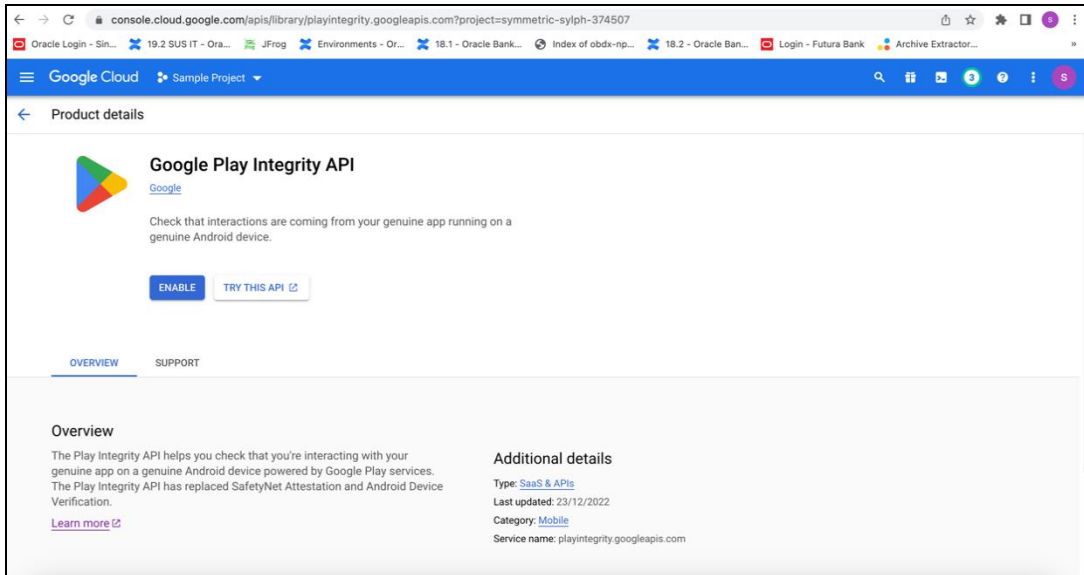 console.cloud.google.com/apis/library/playintegrity.googleapis.com?project=symmetric-sylph-374507
Oracle Login - Sin... 19.2 SUS IT - Ora... JFrog Environments - Or... 18.1 - Oracle Bank... Index of obdx-np... 18.2 - Oracle Ban... Login - Futura Bank Archive Extractor... »
Google Cloud Sample Project 3 S
Product details
Google Play Integrity API
Google
Check that interactions are coming from your genuine app running on a
genuine Android device.
ENABLE TRY THIS API
OVERVIEW SUPPORT
Overview
The Play Integrity API helps you check that you're interacting with your
genuine app on a genuine Android device powered by Google Play services.
The Play Integrity API has replaced SafetyNet Attestation and Android Device
Verification.
Learn more
Additional details
Type: SaaS & APIs
Last updated: 23/12/2022
Category: Mobile
Service name: playintegrity.googleapis.com